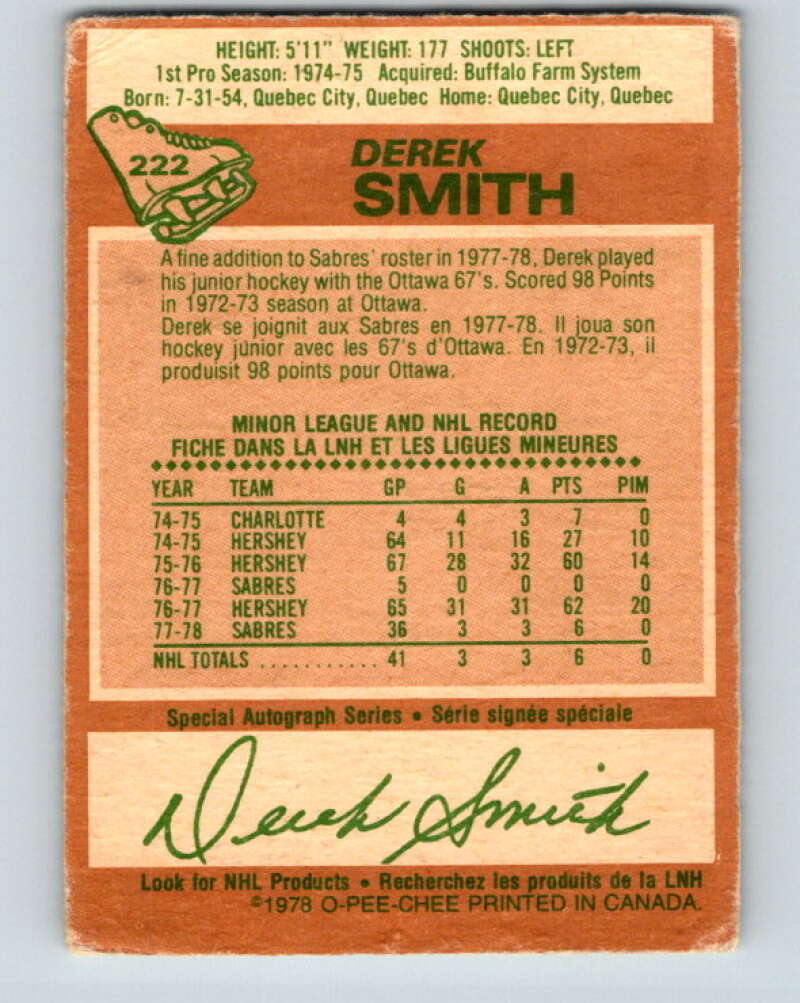 HEIGHT: 5'11" WEIGHT: 177 SHOOTS: LEFT
1st Pro Season: 1974-75 Acquired: Buffalo Farm System
Born: 7-31-54, Quebec City, Quebec Home: Quebec City, Quebec
222
DEREK
SMITH
A fine addition to Sabres' roster in 1977-78, Derek played
his junior hockey with the Ottawa 67's. Scored 98 Points
in 1972-73 season at Ottawa.
Derek se joignit aux Sabres en 1977-78. Il joua son
hockey júnior avec les 67's d'Ottawa. En 1972-73, il
produisit 98 points pour Ottawa.
MINOR LEAGUE AND NHL RECORD
FICHE DANS LA LNH ET LES LIGUES MINEURES
YEAR TEAM GP G A PTS PIM
74-75 CHARLOTTE 4 4 3 7 0
74-75 HERSHEY 64 11 16 27 10
75-76 HERSHEY 67 28 32 60 14
76-77 SABRES 5 0 0 0 0
76-77 HERSHEY 65 31 31 62 20
77-78 SABRES 36 3 3 6 0
NHL TOTALS ........... 41 3 3 6 0
Special Autograph Series • Série signée spéciale
Derek Smith
Look for NHL Products • Recherchez les produits de la LNH
©1978 O-PEE-CHEE PRINTED IN CANADA.